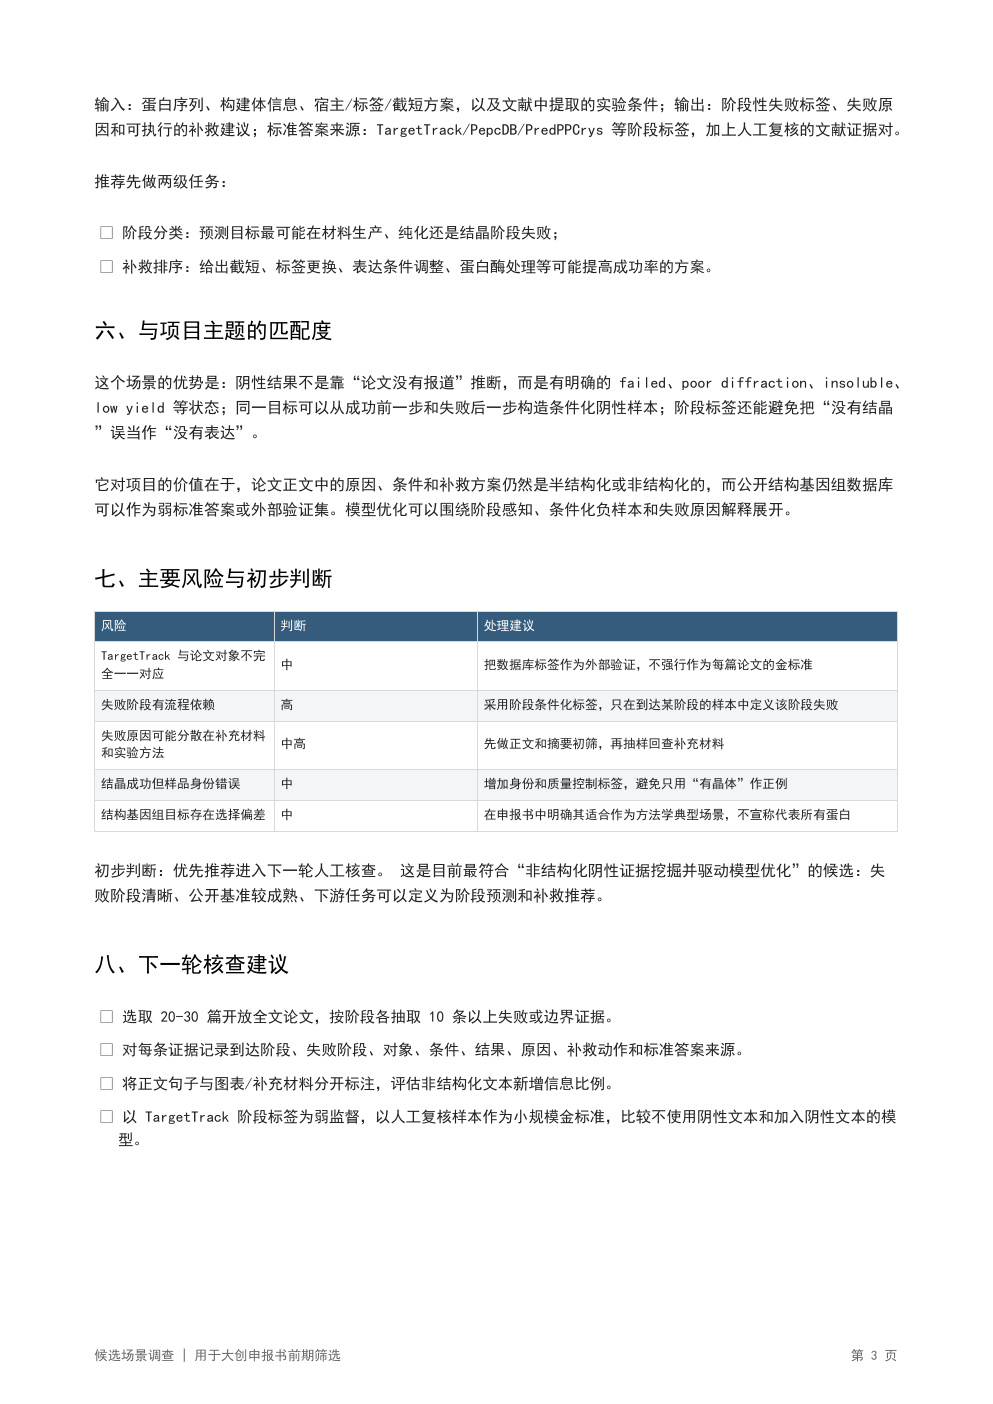 输入：蛋白序列、构建体信息、宿主/标签/截短方案，以及文献中提取的实验条件；输出：阶段性失败标签、失败原
因和可执行的补救建议；标准答案来源：TargetTrack/PepcDB/PredPPCrys 等阶段标签，加上人工复核的文献证据对。
推荐先做两级任务：
□ 阶段分类：预测目标最可能在材料生产、纯化还是结晶阶段失败；
□ 补救排序：给出截短、标签更换、表达条件调整、蛋白酶处理等可能提高成功率的方案。
六、与项目主题的匹配度
这个场景的优势是：阴性结果不是靠“论文没有报道”推断，而是有明确的 failed、poor diffraction、insoluble、
low yield 等状态；同一目标可以从成功前一步和失败后一步构造条件化阴性样本；阶段标签还能避免把“没有结晶
”误当作“没有表达”。
它对项目的价值在于，论文正文中的原因、条件和补救方案仍然是半结构化或非结构化的，而公开结构基因组数据库
可以作为弱标准答案或外部验证集。模型优化可以围绕阶段感知、条件化负样本和失败原因解释展开。
七、主要风险与初步判断
风险 判断 处理建议
TargetTrack 与论文对象不完
全一一对应 中 把数据库标签作为外部验证，不强行作为每篇论文的金标准
失败阶段有流程依赖 高 采用阶段条件化标签，只在到达某阶段的样本中定义该阶段失败
失败原因可能分散在补充材料
和实验方法 中高 先做正文和摘要初筛，再抽样回查补充材料
结晶成功但样品身份错误 中 增加身份和质量控制标签，避免只用“有晶体”作正例
结构基因组目标存在选择偏差 中 在申报书中明确其适合作为方法学典型场景，不宣称代表所有蛋白
初步判断：优先推荐进入下一轮人工核查。 这是目前最符合“非结构化阴性证据挖掘并驱动模型优化”的候选：失
败阶段清晰、公开基准较成熟、下游任务可以定义为阶段预测和补救推荐。
八、下一轮核查建议
□ 选取 20-30 篇开放全文论文，按阶段各抽取 10 条以上失败或边界证据。
□ 对每条证据记录到达阶段、失败阶段、对象、条件、结果、原因、补救动作和标准答案来源。
□ 将正文句子与图表/补充材料分开标注，评估非结构化文本新增信息比例。
□ 以 TargetTrack 阶段标签为弱监督，以人工复核样本作为小规模金标准，比较不使用阴性文本和加入阴性文本的模
型。
候选场景调查 | 用于大创申报书前期筛选 第 3 页